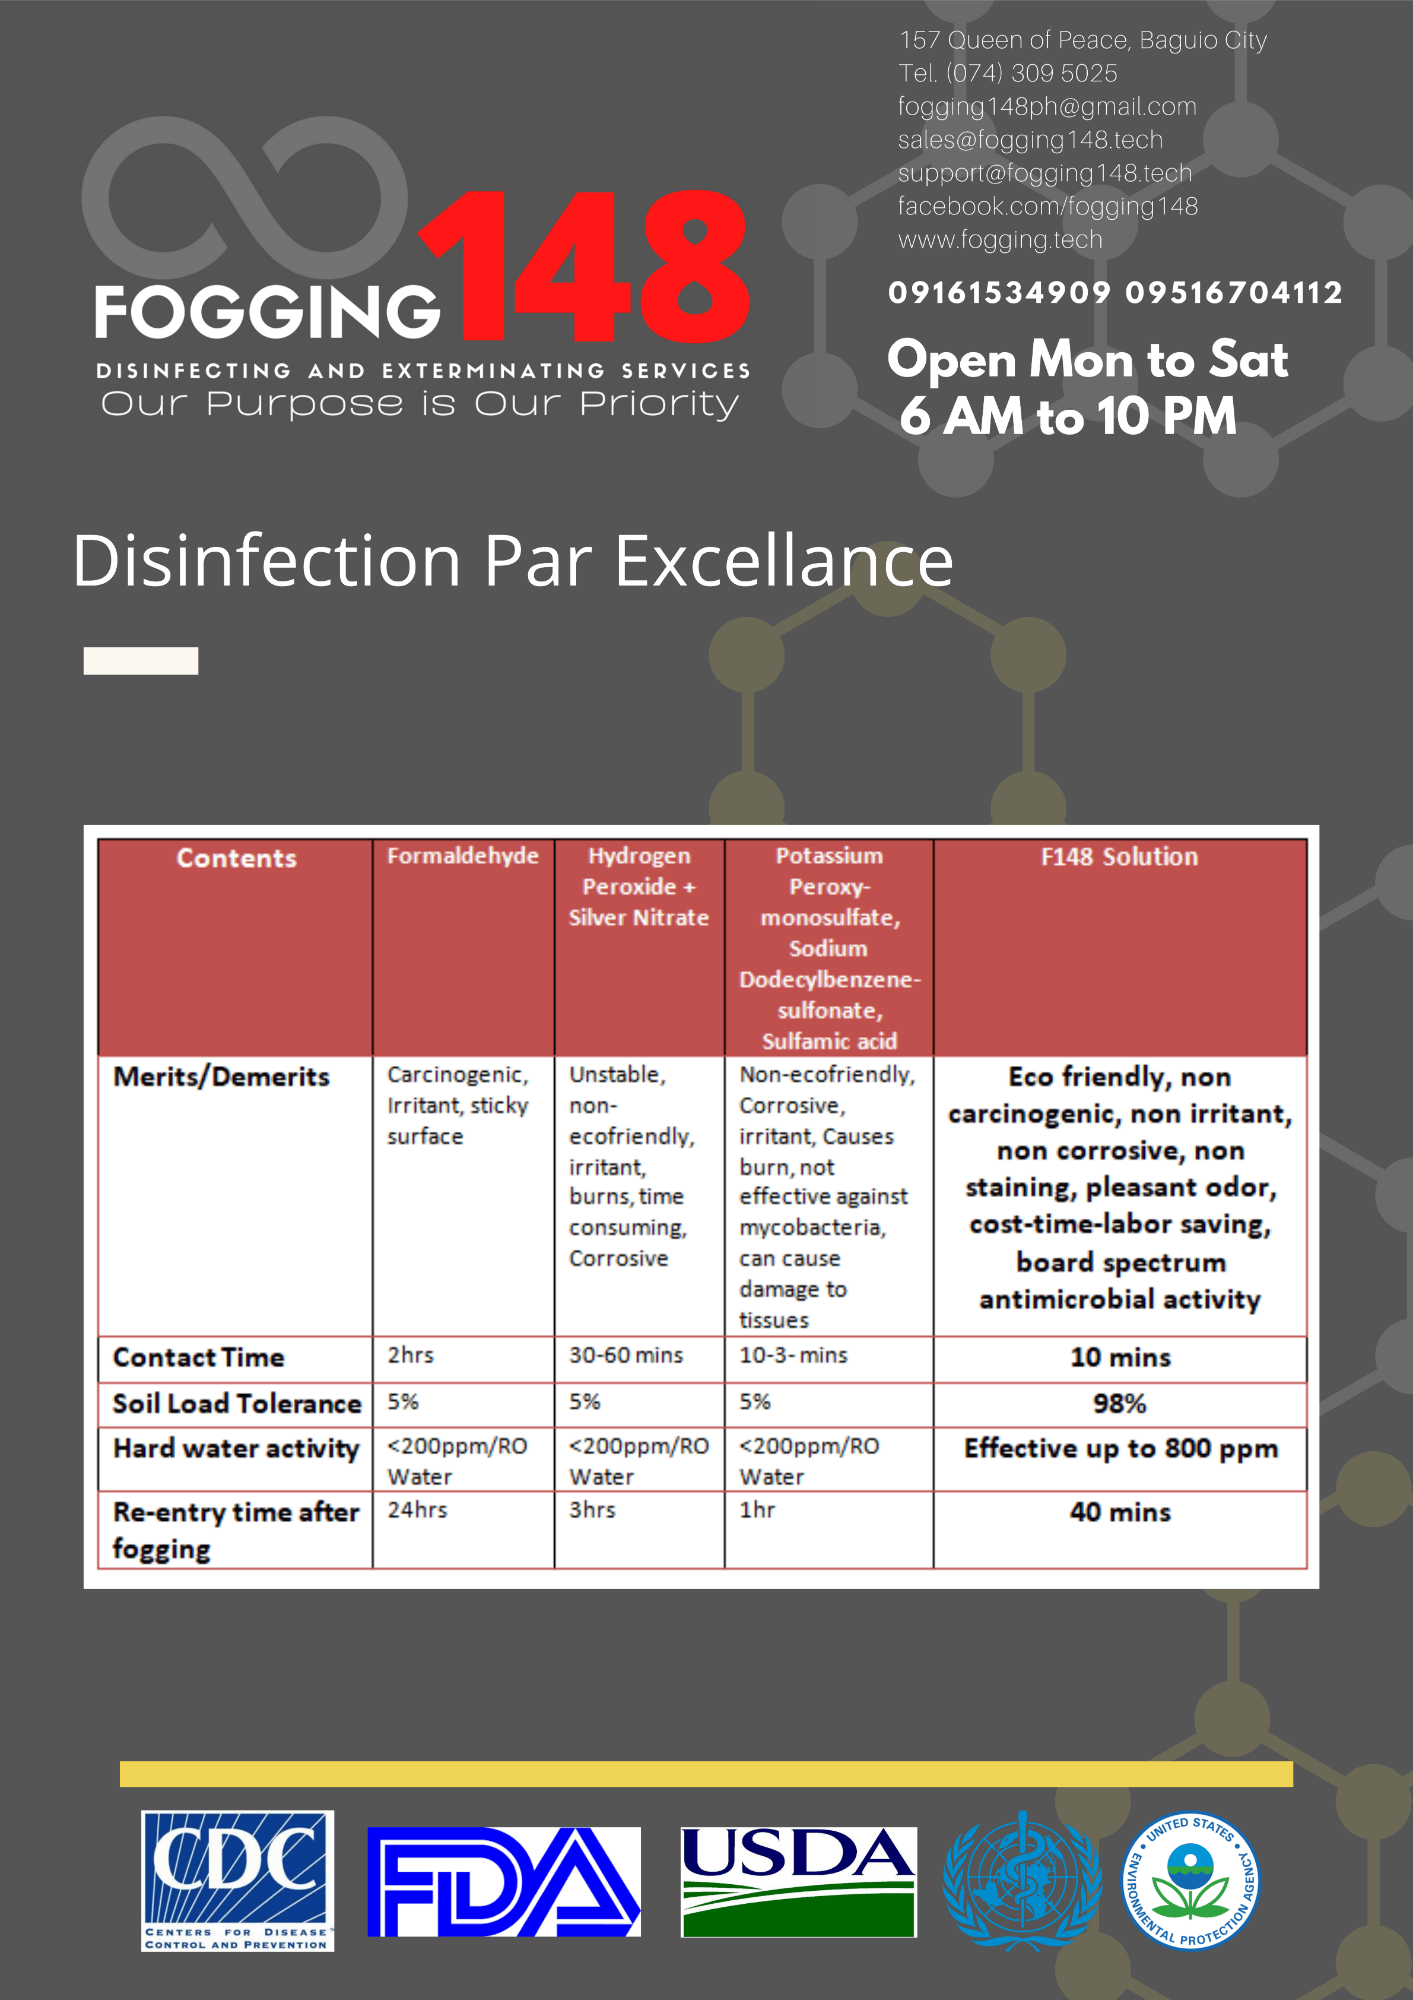 157 Queen of Peace, Baguio City
Tel. (074) 309 5025
fogging148ph@gmail.com
sales@fogging148.tech
support@fogging148.tech
facebook.com/fogging148
www.fogging.tech
09161534909 09516704112
Open Mon to Sat
6 AM to 10 PM
FOGGING148
DISINFECTING AND EXTERMINATING SERVICES
Our Purpose is Our Priority
Disinfection Par Excellance
Contents
Formaldehyde
Hydrogen
Peroxide +
Silver Nitrate
Potassium
Peroxy-
monosulfate,
Sodium
Dodecylbenzene-
sulfonate,
Sulfamic acid
F148 Solution
Merits/Demerits
Carcinogenic,
Irritant, sticky
surface
Unstable,
non-
ecofriendly,
irritant,
burns, time
consuming,
Corrosive
Non-ecofriendly,
Corrosive,
irritant, Causes
burn, not
effective against
mycobacteria,
can cause
damage to
tissues
Eco friendly, non
carcinogenic, non irritant,
non corrosive, non
staining, pleasant odor,
cost-time-labor saving,
board spectrum
antimicrobial activity
Contact Time
2hrs
30-60 mins
10-3- mins
10 mins
Soil Load Tolerance
5%
5%
5%
98%
Hard water activity
<200ppm/RO
Water
<200ppm/RO
Water
<200ppm/RO
Water
Effective up to 800 ppm
Re-entry time after
fogging
24hrs
3hrs
1hr
40 mins
CDC
CENTERS FOR DISEASE
CONTROL AND PREVENTION
FDA
USDA
UNITED STATES
ENVIRONMENTAL PROTECTION AGENCY